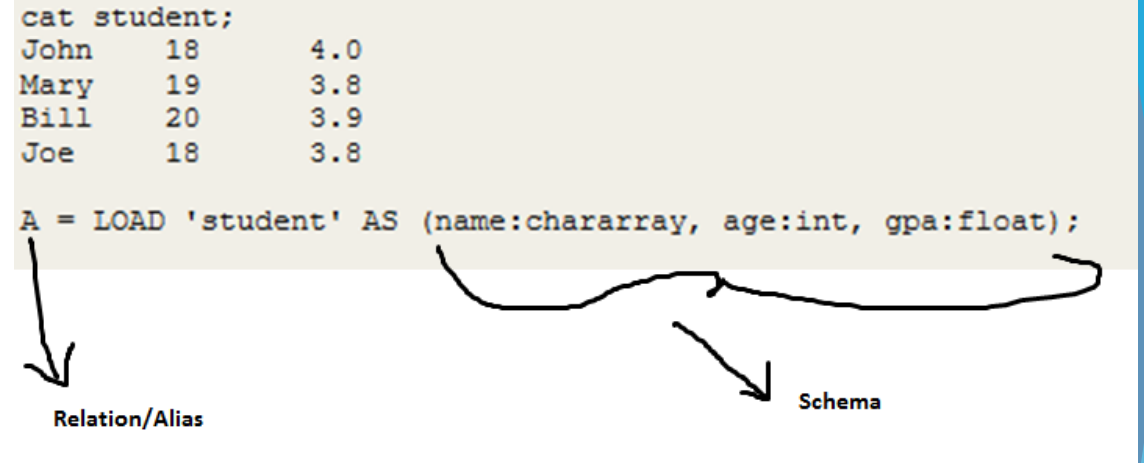 cat student;
John 18 4.0
Mary 19 3.8
Bill 20 3.9
Joe 18 3.8
A = LOAD 'student' AS (name:chararray, age:int, gpa:float);
Relation/Alias
Schema